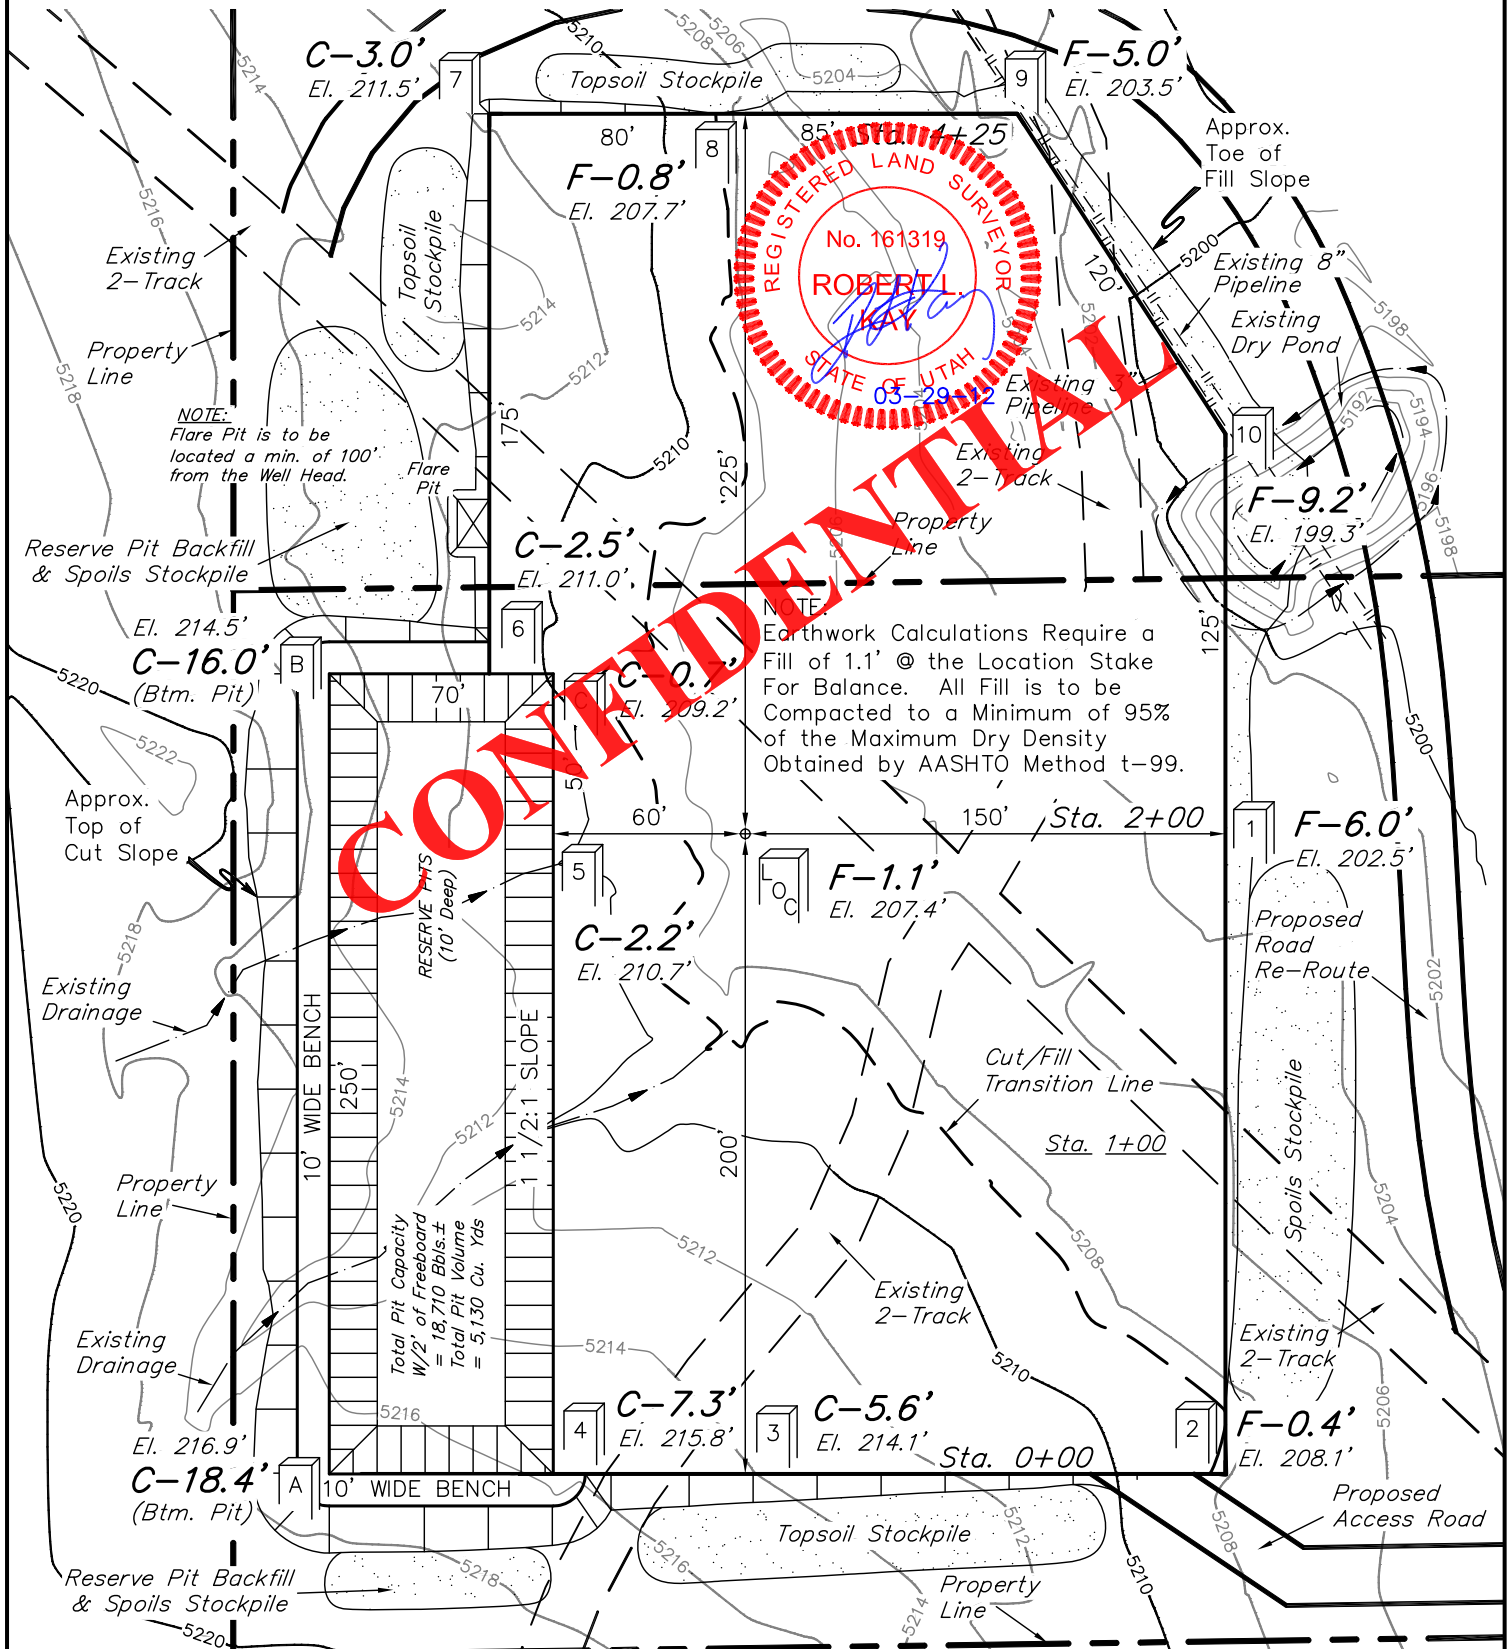 C-3.0'
El. 211.5'
7
5210
5208
5206
5204
Topsoil Stockpile
9
F-5.0'
El. 203.5'
5214
80'
8
85'
Sta. 4+25
Approx.
Toe of
Fill Slope
F-0.8'
El. 207.7'
5216
Existing
2-Track
Topsoil
Stockpile
REGISTERED LAND SURVEYOR
No. 161319
ROBERT L.
KAY
STATE OF UTAH
03-29-12
5200
120'
Existing 8"
Pipeline
Existing
Dry Pond
5198
5214
5212
Property
Line
5218
NOTE:
Flare Pit is to be
located a min. of 100'
from the Well Head.
175'
Flare
Pit
5210
225'
Existing 3"
Pipeline
Existing
2-Track
Property
Line
10
5192
5194
5196
5198
F-9.2'
El. 199.3'
Reserve Pit Backfill
& Spoils Stockpile
C-2.5'
El. 211.0'
6
El. 214.5'
C-16.0'
(Btm. Pit)
B
70'
C
C-0.7'
El. 209.2'
50'
NOTE:
Earthwork Calculations Require a
Fill of 1.1' @ the Location Stake
For Balance. All Fill is to be
Compacted to a Minimum of 95%
of the Maximum Dry Density
Obtained by AASHTO Method t-99.
125'
5220
5222
5200
CONFIDENTIAL
Approx.
Top of
Cut Slope
60'
150'
Sta. 2+00
1
F-6.0'
El. 202.5'
RESERVE PITS
(10' Deep)
5
LOC
F-1.1'
El. 207.4'
C-2.2'
El. 210.7'
5218
Existing
Drainage
Proposed
Road
Re-Route
5202
10' WIDE BENCH
250'
1 1/2:1 SLOPE
5214
5212
Cut/Fill
Transition Line
Sta. 1+00
200'
Spoils Stockpile
5220
Property
Line
5204
Total Pit Capacity
W/2' of Freeboard
= 18,710 Bbls.±
Total Pit Volume
= 5,130 Cu. Yds
5212
5208
Existing
2-Track
Existing
Drainage
5214
5210
Existing
2-Track
5216
5206
El. 216.9'
C-18.4'
(Btm. Pit)
A
10' WIDE BENCH
4
C-7.3'
El. 215.8'
3
C-5.6'
El. 214.1'
Sta. 0+00
2
F-0.4'
El. 208.1'
Proposed
Access Road
Topsoil Stockpile
5212
5208
5216
5218
5210
Reserve Pit Backfill
& Spoils Stockpile
5220
5214
Property
Line